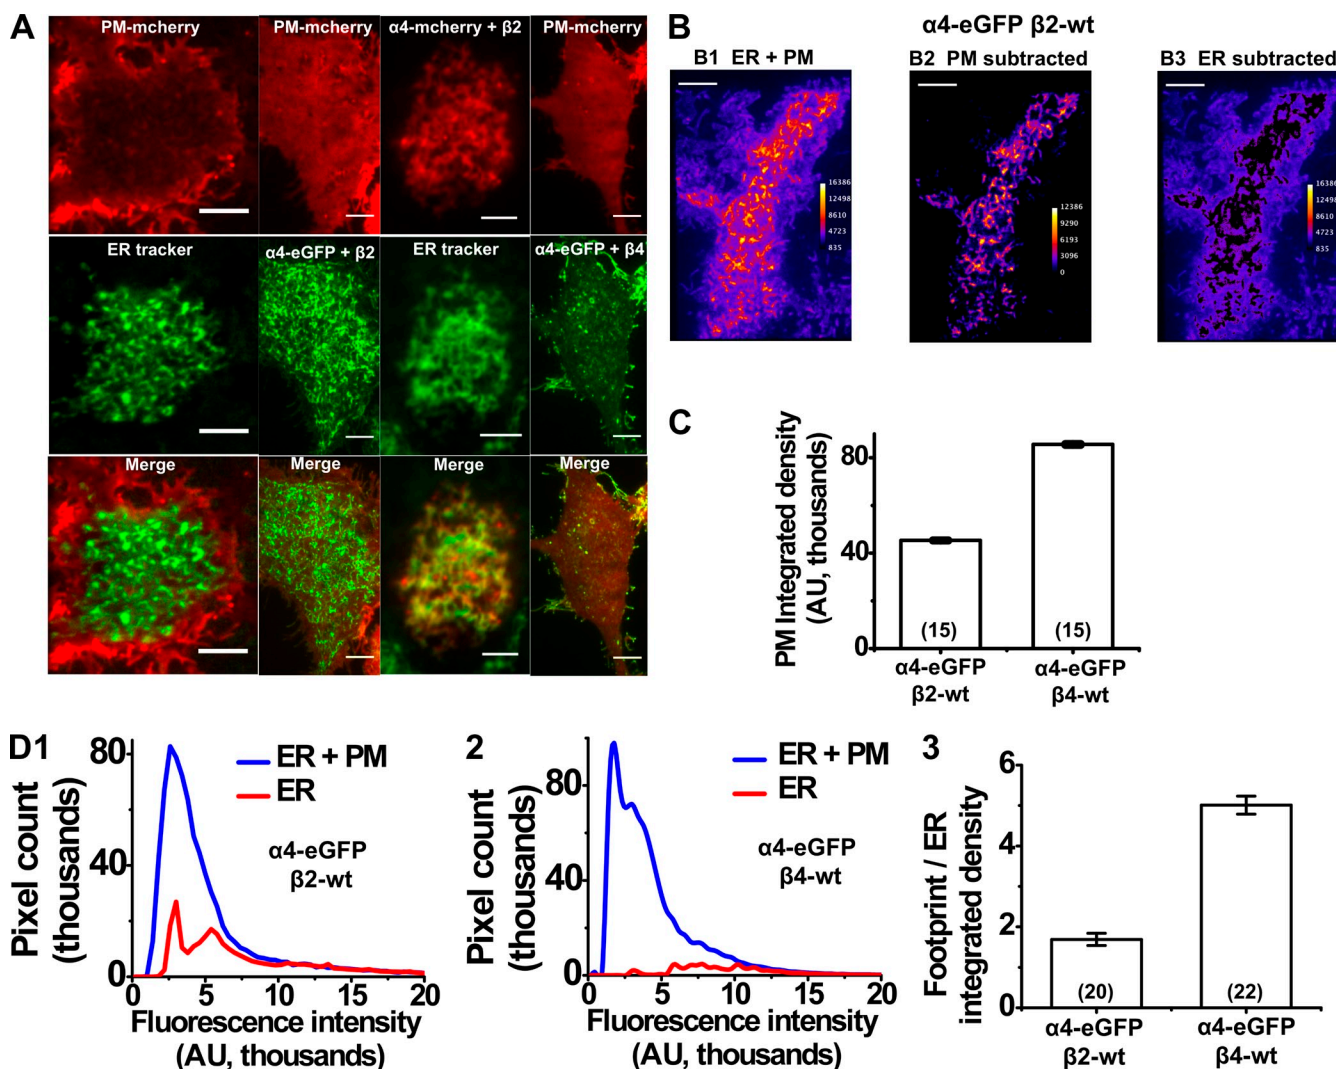 A
PM-mcherry
PM-mcherry
α4-mcherry + β2
PM-mcherry
ER tracker
α4-eGFP + β2
ER tracker
α4-eGFP + β4
Merge
Merge
Merge
Merge
B
α4-eGFP β2-wt
B1 ER + PM
B2 PM subtracted
B3 ER subtracted
16386
12498
8610
4723
835
12386
9290
6193
3096
0
16386
12498
8610
4723
835
C
PM Integrated density
(AU, thousands)
80
40
0
(15)
(15)
α4-eGFP
β2-wt
α4-eGFP
β4-wt
D1
Pixel count
(thousands)
80
40
0
ER + PM
ER
α4-eGFP
β2-wt
0 5 10 15 20
Fluorescence intensity
(AU, thousands)
2
Pixel count
(thousands)
80
40
0
ER + PM
ER
α4-eGFP
β4-wt
0 5 10 15 20
Fluorescence intensity
(AU, thousands)
3
Footprint / ER
integrated density
6
4
2
0
(20)
(22)
α4-eGFP
β2-wt
α4-eGFP
β4-wt